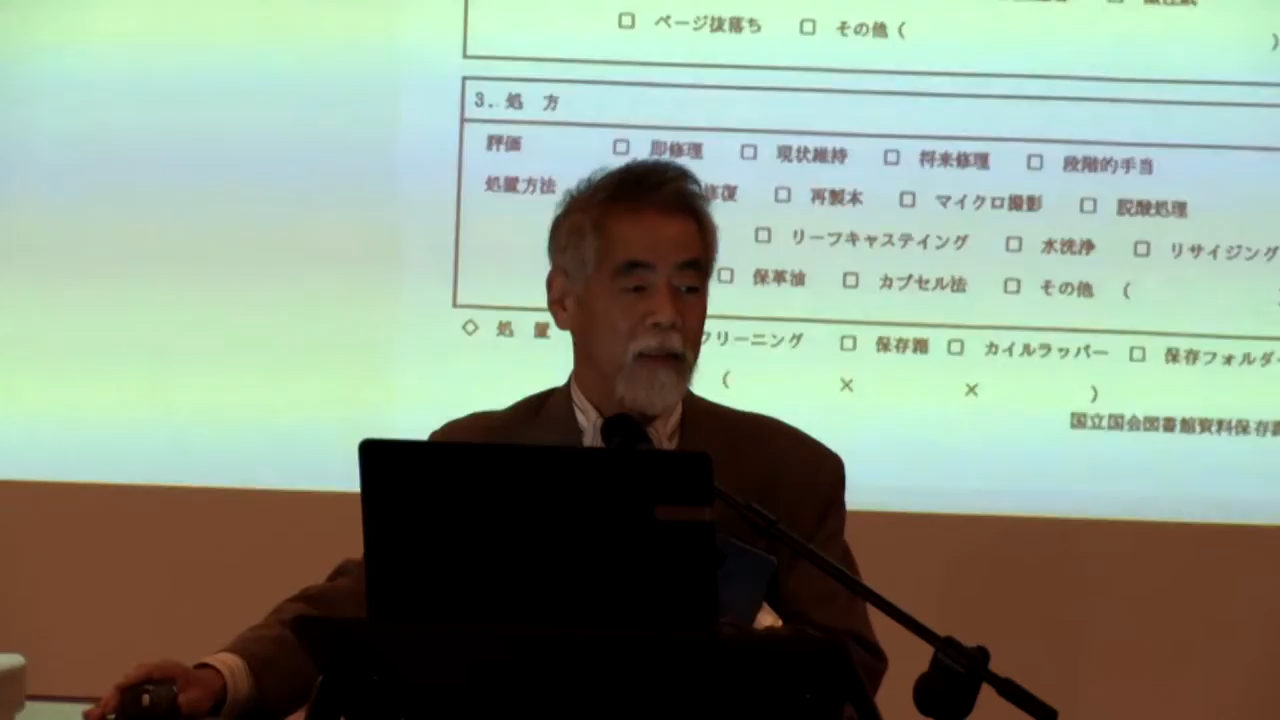 □ ページ抜落ち □ その他（ ）
3．処 方
評価 □ 即修理 □ 現状維持 □ 将来修理 □ 段階的手当
処置方法 修復 □ 再製本 □ マイクロ撮影 □ 脱酸処理
□ リーフキャスティング □ 水洗浄 □ リサイジング
□ 保革油 □ カプセル法 □ その他 （
◇ 処 置 クリーニング □ 保存箱 □ カイルラッパー □ 保存フォルダ
（ × × ）
国立国会図書館資料保存